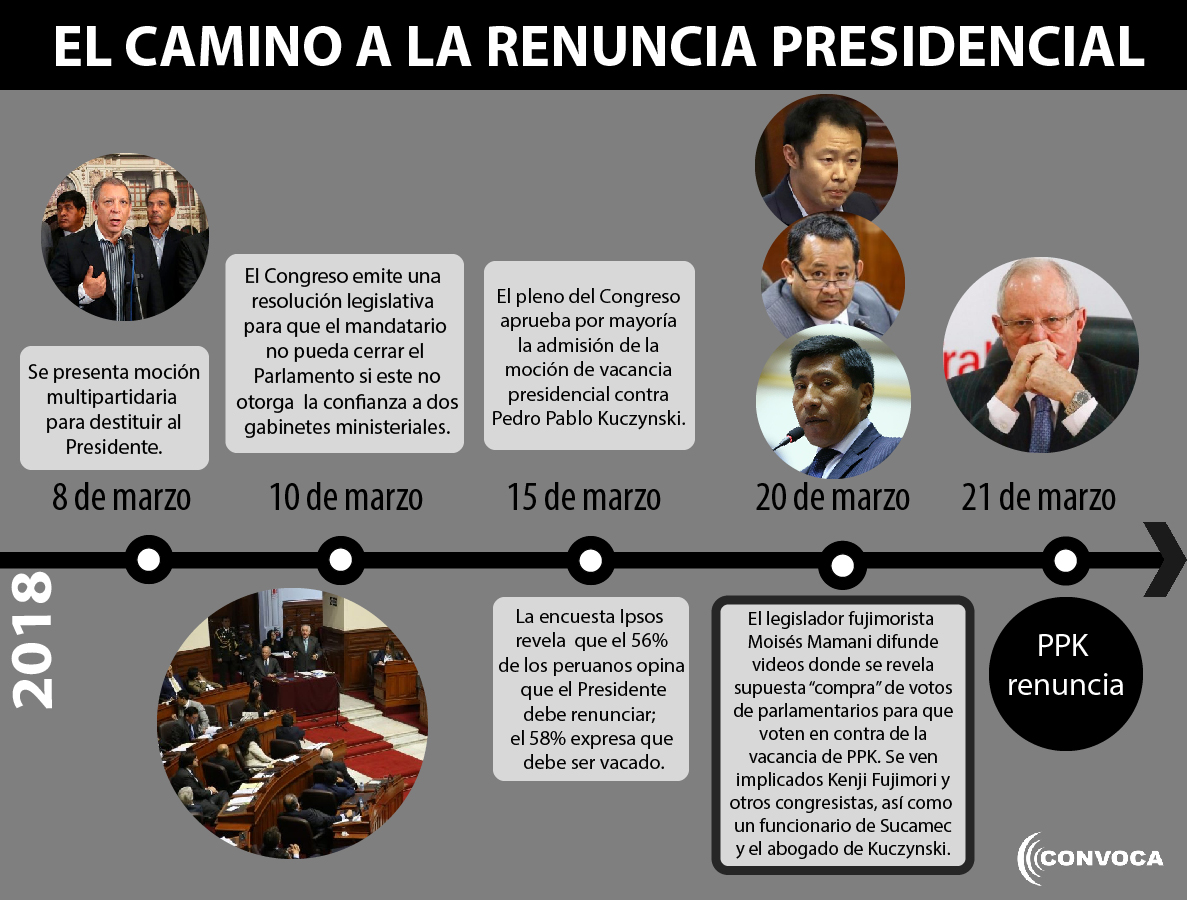 EL CAMINO A LA RENUNCIA PRESIDENCIAL
Se presenta moción
multipartidaria
para destituir al
Presidente.
8 de marzo
El Congreso emite una
resolución legislativa
para que el mandatario
no pueda cerrar el
Parlamento si este no
otorga la confianza a dos
gabinetes ministeriales.
10 de marzo
El pleno del Congreso
aprueba por mayoría
la admisión de la
moción de vacancia
presidencial contra
Pedro Pablo Kuczynski.
15 de marzo
20 de marzo
21 de marzo
2018
La encuesta Ipsos
revela que el 56%
de los peruanos opina
que el Presidente
debe renunciar;
el 58% expresa que
debe ser vacado.
El legislador fujimorista
Moisés Mamani difunde
videos donde se revela
supuesta “compra” de votos
de parlamentarios para que
voten en contra de la
vacancia de PPK. Se ven
implicados Kenji Fujimori y
otros congresistas, así como
un funcionario de Sucamec
y el abogado de Kuczynski.
PPK
renuncia
CONVOCA